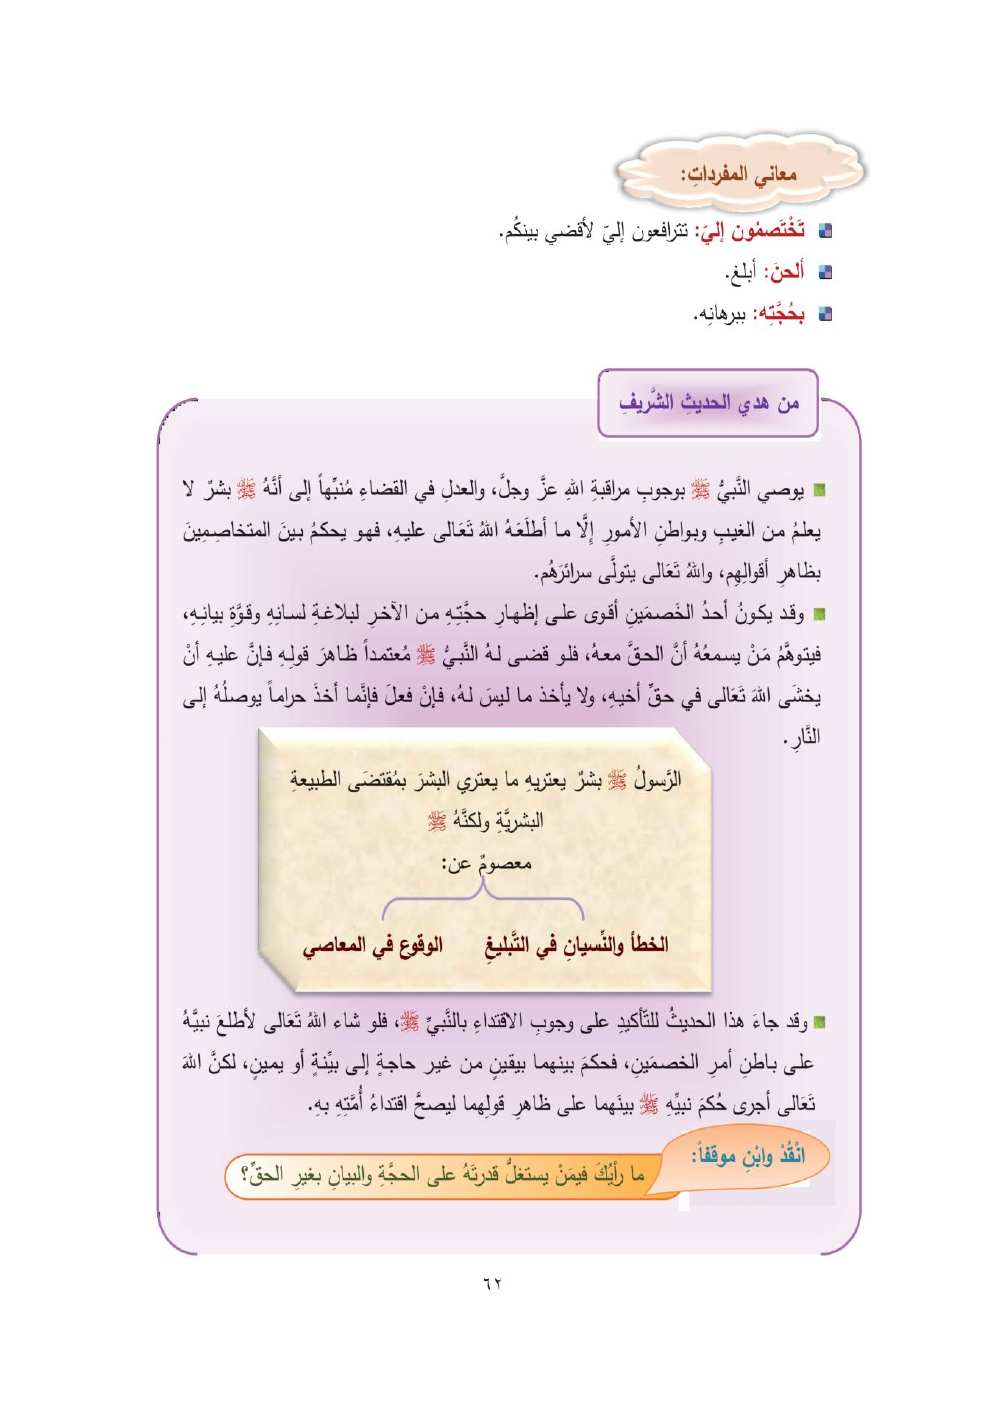 معاني المفرداتِ:
تَخْتَصمُون إليّ: تترافعون إليّ لأقضي بينكُم.
ألحنَ: أبلغ.
بحُجَّتِه: ببرهانِه.
من هدي الحديثِ الشَّريفِ
يوصي النَّبيُّ ﷺ بوجوبِ مراقبةِ اللهِ عزَّ وجلَّ، والعدلِ في القضاءِ مُنبِّهاً إلى أنَّهُ ﷺ بشرٌ لا
يعلمُ من الغيبِ وبواطنِ الأمورِ إِلَّا ما أطلَعَهُ اللهُ تَعَالى عليهِ، فهو يحكمُ بينَ المتخاصِمِينَ
بظاهرِ أقوالِهِم، واللهُ تَعَالى يتولَّى سرائرَهُم.
وقد يكونُ أحدُ الخَصمَينِ أقوى على إظهارِ حجَّتِهِ من الآخرِ لبلاغةِ لسانِهِ وقوَّةِ بيانِهِ،
فيتوهَّمُ مَنْ يسمعُهُ أنَّ الحقَّ معهُ، فلو قضى لهُ النَّبيُّ ﷺ مُعتمداً ظاهرَ قولِهِ فإنَّ عليهِ أنْ
يخشَى اللهَ تَعَالى في حقِّ أخيهِ، ولا يأخذ ما ليسَ لهُ، فإنْ فعلَ فإنَّما أخذَ حراماً يوصلُهُ إلى
النَّارِ.
الرَّسولُ ﷺ بشرٌ يعتريهِ ما يعتري البشرَ بمُقتضَى الطبيعةِ
البشريَّةِ ولكنَّهُ ﷺ
معصومٌ عن:
الخطأ والنِّسيانِ في التَّبليغِ الوقوع في المعاصي
وقد جاءَ هذا الحديثُ للتّأكيدِ على وجوبِ الاقتداءِ بالنَّبيِّ ﷺ، فلو شاء اللهُ تَعَالى لأطلعَ نبيَّهُ
على باطنِ أمرِ الخصمَينِ، فحكمَ بينهما بيقينٍ من غير حاجةٍ إلى بيِّنةٍ أو يمينٍ، لكنَّ اللهَ
تَعَالى أجرى حُكمَ نبيِّهِ ﷺ بينَهما على ظاهرِ قولِهما ليصحَّ اقتداءُ أُمَّتِهِ بهِ.
انْقُدْ وابْنِ موقفاً:
ما رأيُكَ فيمَنْ يستغلُّ قدرتَهُ على الحجَّةِ والبيانِ بغيرِ الحقِّ؟
٦٢